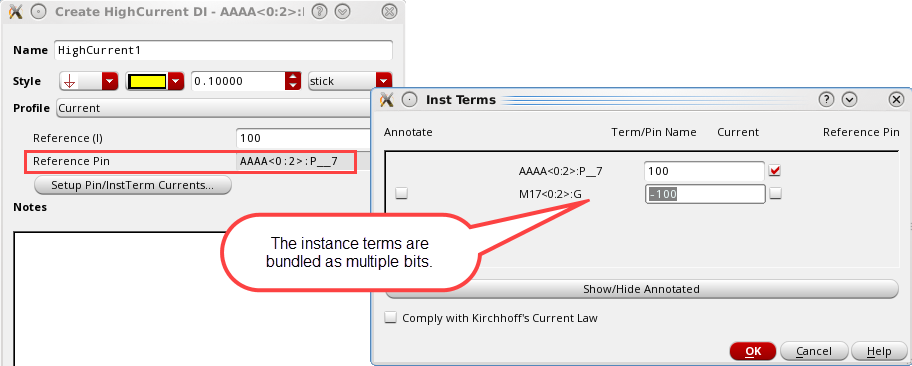 Create HighCurrent DI - AAAA<0:2>:
Name HighCurrent1
Style 0.10000 stick
Profile Current
Reference (I) 100
Reference Pin AAAA<0:2>:P__7
Setup Pin/InstTerm Currents...
Notes
Inst Terms
Annotate Term/Pin Name Current Reference Pin
AAAA<0:2>:P__7 100
M17<0:2>:G -100
The instance terms are
bundled as multiple bits.
Show/Hide Annotated
Comply with Kirchhoff's Current Law
OK Cancel Help